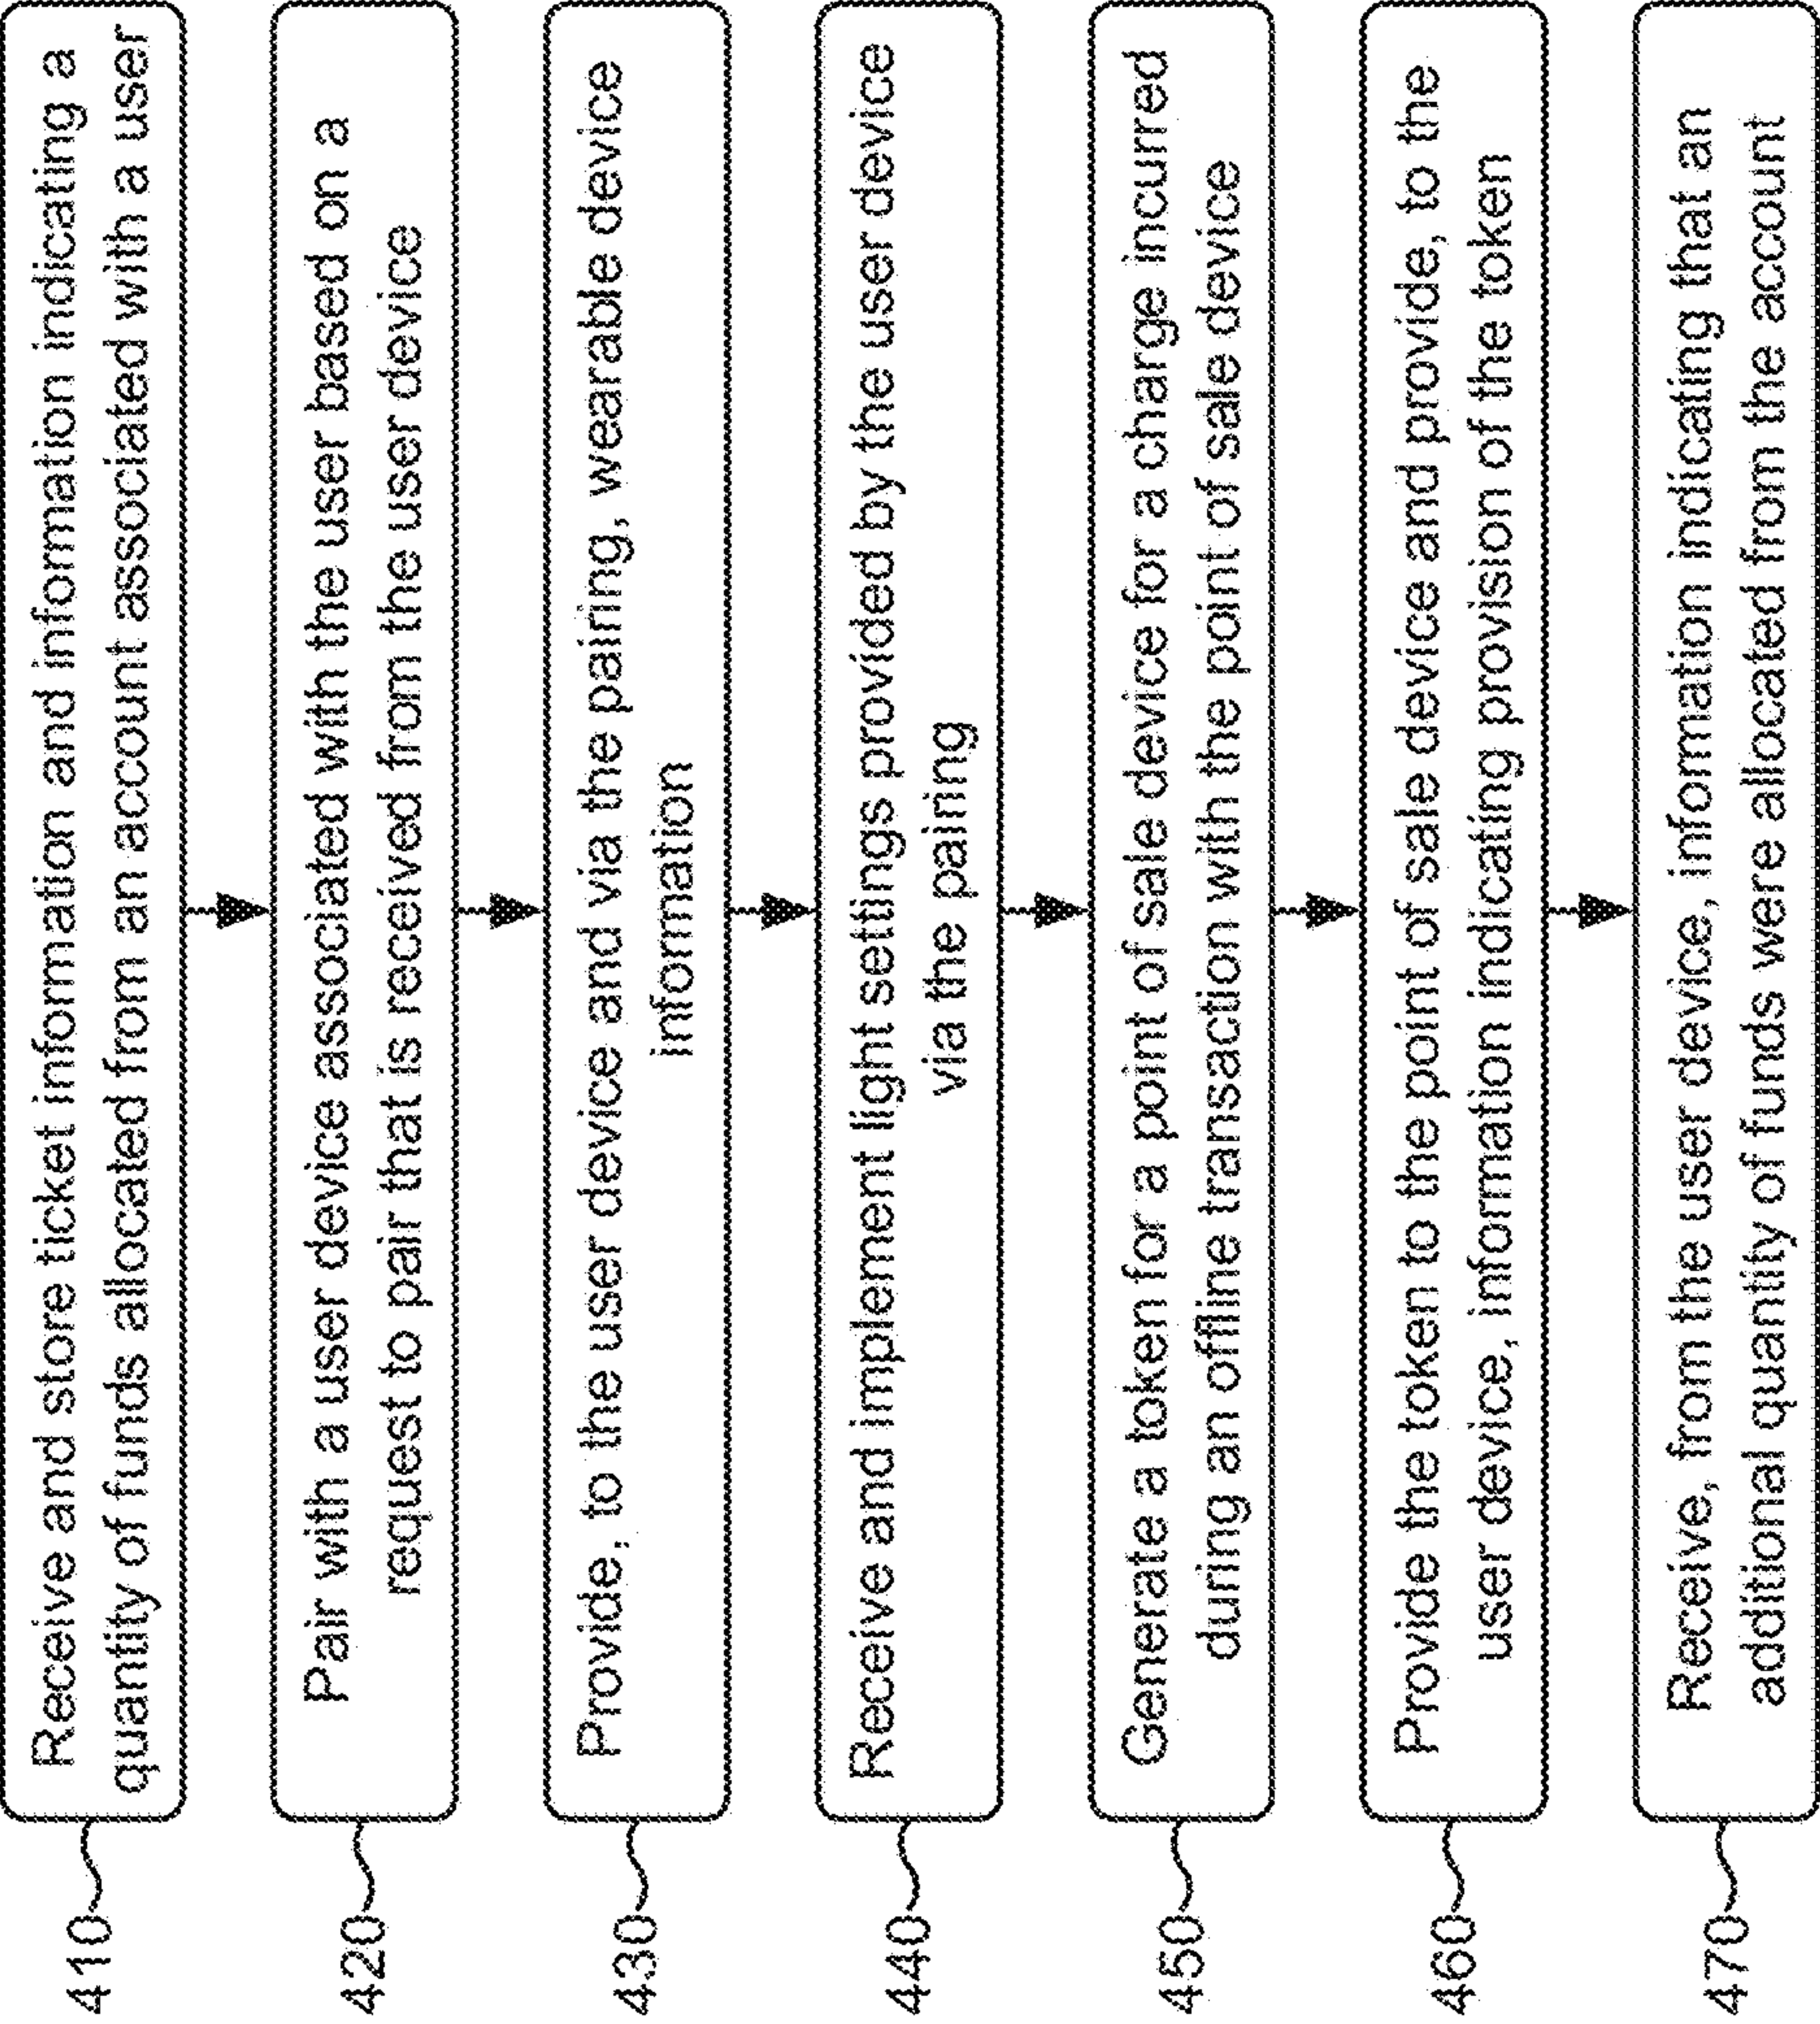 410
Receive and store ticket information and information indicating a
quantity of funds allocated from an account associated with a user
420
Pair with a user device associated with the user based on a
request to pair that is received from the user device
430
Provide, to the user device and via the pairing, wearable device
information
440
Receive and implement light settings provided by the user device
via the pairing
450
Generate a token for a point of sale device for a charge incurred
during an offline transaction with the point of sale device
460
Provide the token to the point of sale device and provide, to the
user device, information indicating provision of the token
470
Receive, from the user device, information indicating that an
additional quantity of funds were allocated from the account